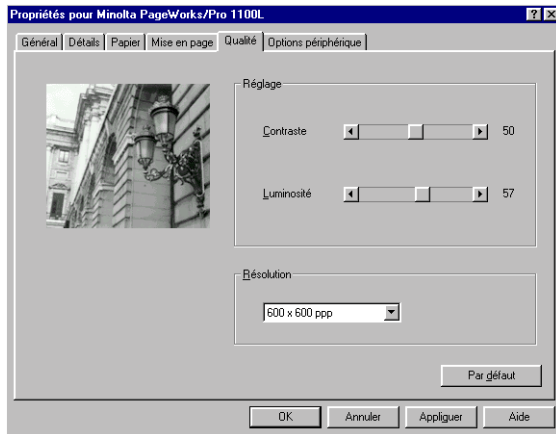 Propriétés pour Minolta PageWorks/Pro 1100L
Général Détails Papier Mise en page Qualité Options périphérique
Réglage
Contraste 50
Luminosité 57
Résolution
600 x 600 ppp
Par défaut
OK Annuler Appliquer Aide